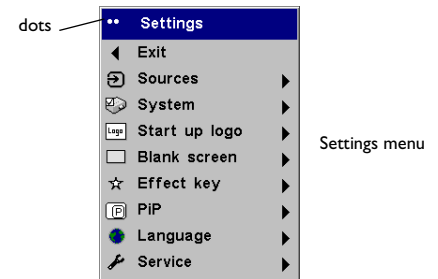 dots
Settings
Exit
Sources
System
Logo Start up logo
Blank screen
Effect key
P PiP
Language
Service
Settings menu